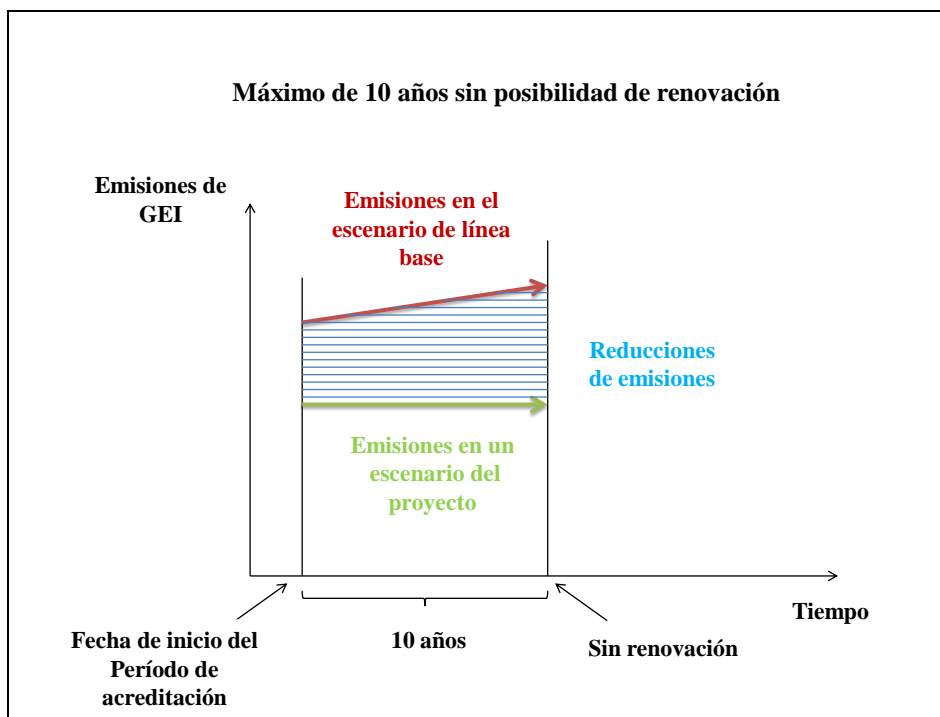 Máximo de 10 años sin posibilidad de renovación
Emisiones de
GEI
Emisiones en el
escenario de línea
base
Reducciones
de emisiones
Emisiones en un
escenario del
proyecto
Tiempo
Fecha de inicio del
Período de
acreditación
10 años
Sin renovación